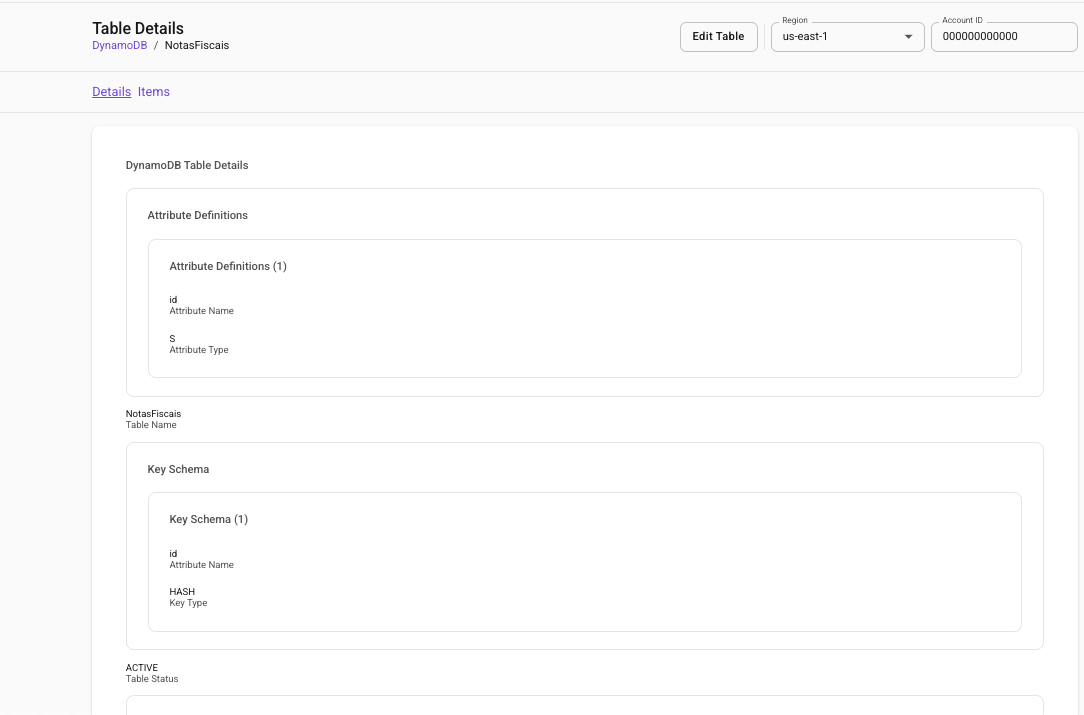 Table Details
DynamoDB / NotasFiscais
Edit Table
Region
us-east-1
Account ID
000000000000
Details Items
DynamoDB Table Details
Attribute Definitions
Attribute Definitions (1)
id
Attribute Name
S
Attribute Type
NotasFiscais
Table Name
Key Schema
Key Schema (1)
id
Attribute Name
HASH
Key Type
ACTIVE
Table Status